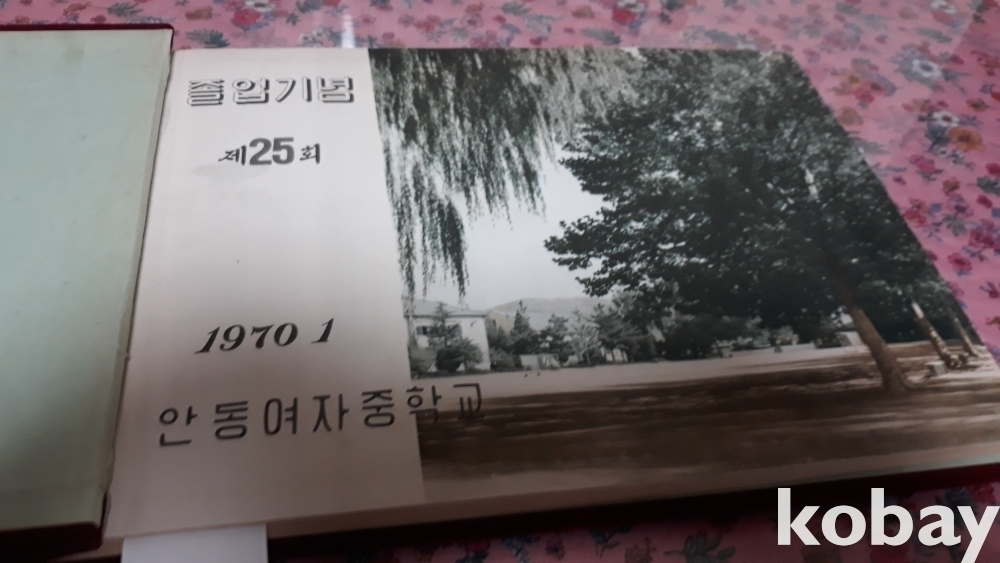 졸업기념
제25회
1970 1
안동여자중학교
kobay